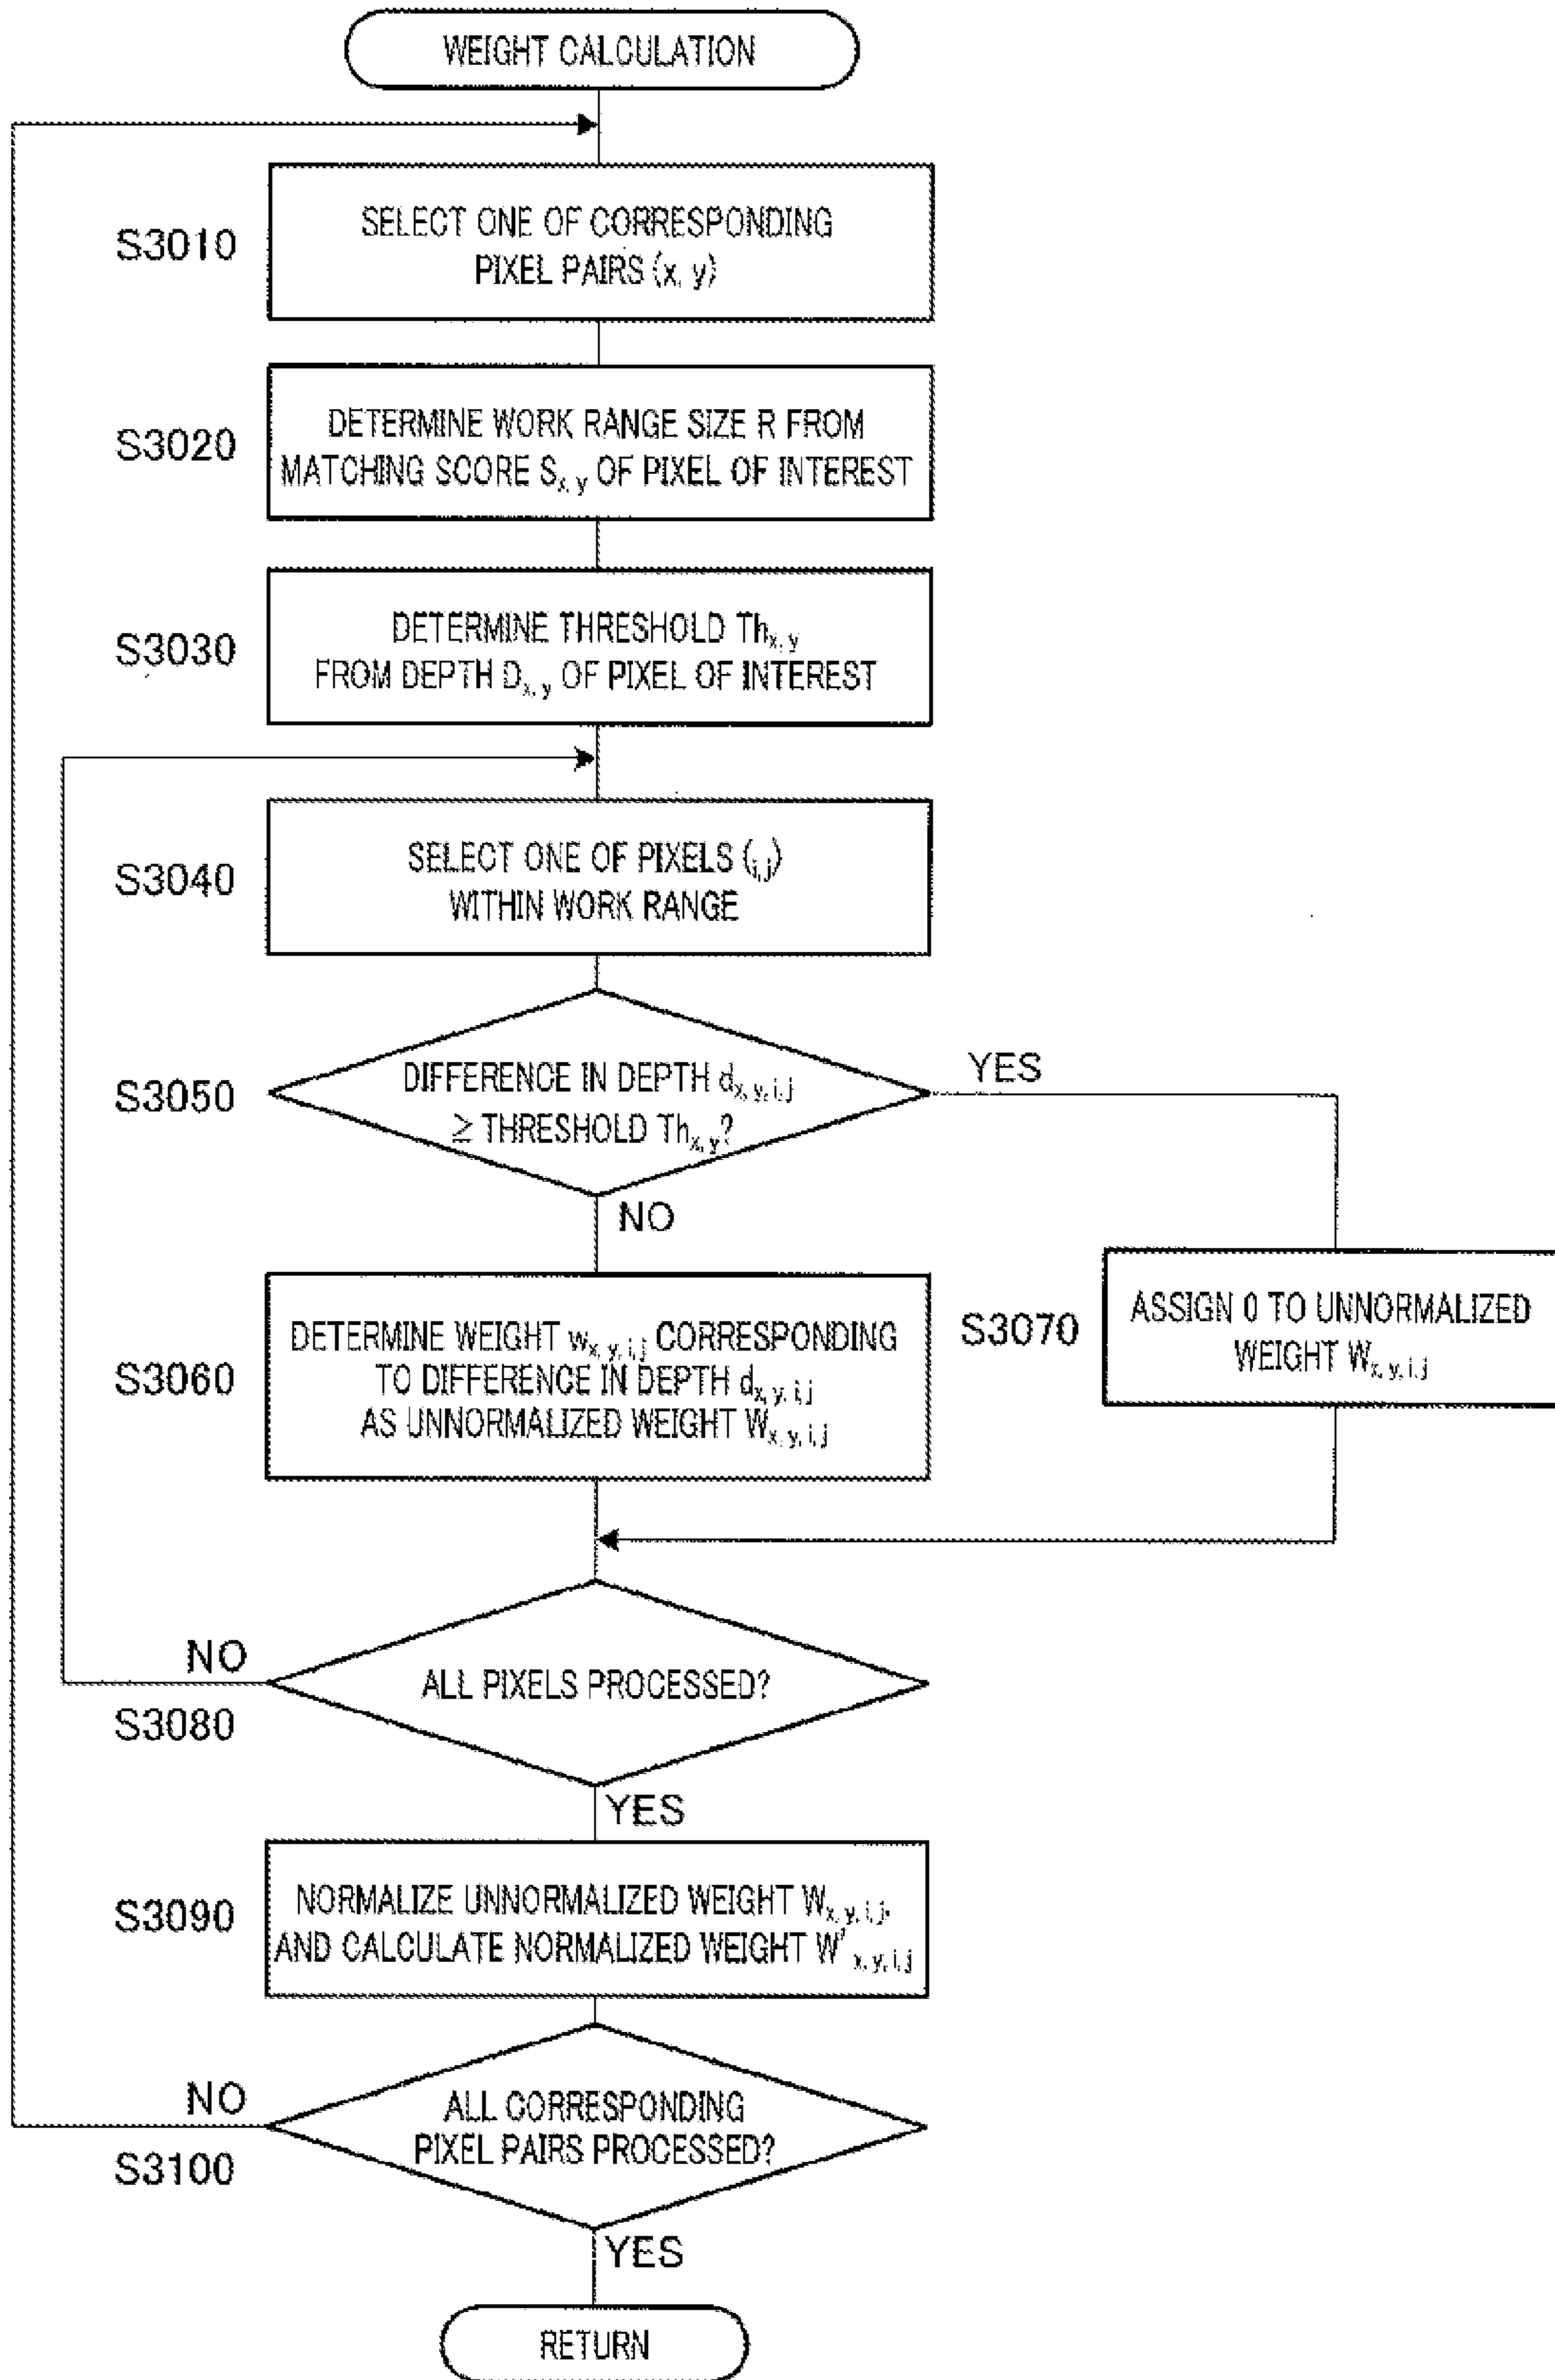 WEIGHT CALCULATION
S3010
SELECT ONE OF CORRESPONDING
PIXEL PAIRS (x, y)
S3020
DETERMINE WORK RANGE SIZE R FROM
MATCHING SCORE Sx, y OF PIXEL OF INTEREST
S3030
DETERMINE THRESHOLD Thx, y
FROM DEPTH Dx, y OF PIXEL OF INTEREST
S3040
SELECT ONE OF PIXELS (i,j)
WITHIN WORK RANGE
S3050
DIFFERENCE IN DEPTH dx, y, i,j
≧ THRESHOLD Thx, y?
YES
NO
S3060
DETERMINE WEIGHT wx, y, i,j CORRESPONDING
TO DIFFERENCE IN DEPTH dx, y, i,j
AS UNNORMALIZED WEIGHT Wx, y, i,j
S3070
ASSIGN 0 TO UNNORMALIZED
WEIGHT Wx, y, i,j
NO
S3080
ALL PIXELS PROCESSED?
YES
S3090
NORMALIZE UNNORMALIZED WEIGHT Wx, y, i,j,
AND CALCULATE NORMALIZED WEIGHT W' x, y, i,j
NO
S3100
ALL CORRESPONDING
PIXEL PAIRS PROCESSED?
YES
RETURN